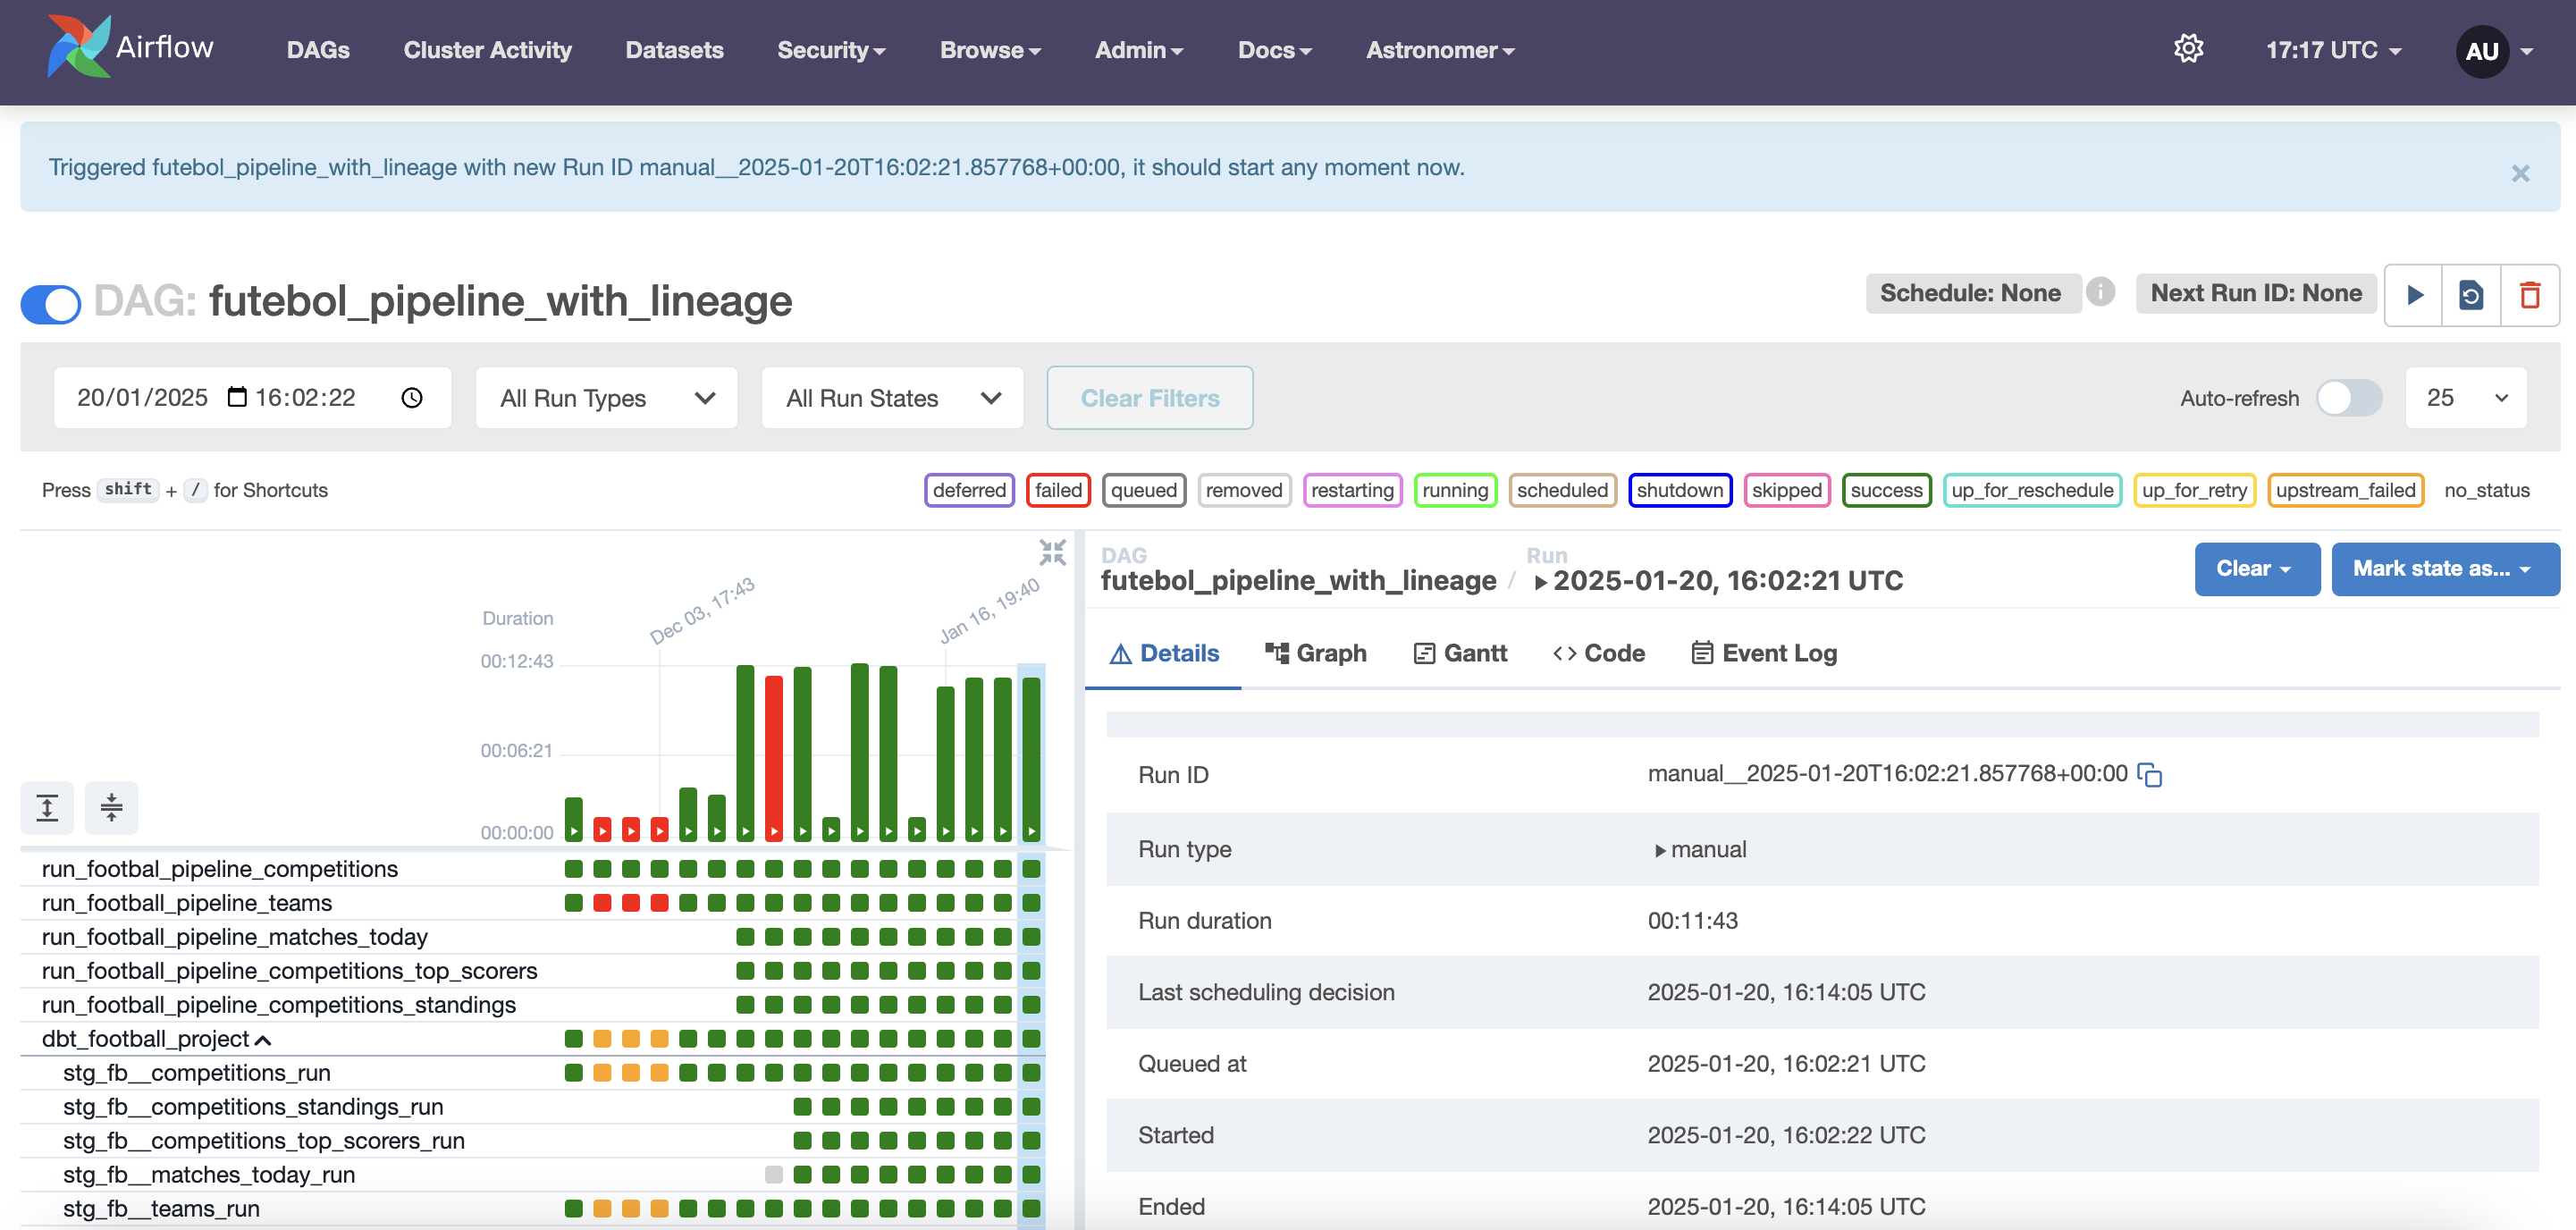 Airflow DAGs Cluster Activity Datasets Security Browse Admin Docs Astronomer 17:17 UTC AU
Triggered futebol_pipeline_with_lineage with new Run ID manual__2025-01-20T16:02:21.857768+00:00, it should start any moment now. ×
DAG: futebol_pipeline_with_lineage Schedule: None i Next Run ID: None
20/01/2025 16:02:22 All Run Types All Run States Clear Filters Auto-refresh 25
Press shift + / for Shortcuts deferred failed queued removed restarting running scheduled shutdown skipped success up_for_reschedule up_for_retry upstream_failed no_status
Duration
Dec 03, 17:43
Jan 16, 19:40
00:12:43
00:06:21
00:00:00
run_footbal_pipeline_competitions
run_football_pipeline_teams
run_football_pipeline_matches_today
run_football_pipeline_competitions_top_scorers
run_football_pipeline_competitions_standings
dbt_football_project
stg_fb__competitions_run
stg_fb__competitions_standings_run
stg_fb__competitions_top_scorers_run
stg_fb__matches_today_run
stg_fb__teams_run
DAG Run
futebol_pipeline_with_lineage / 2025-01-20, 16:02:21 UTC Clear Mark state as...
Details Graph Gantt Code Event Log
Run ID manual__2025-01-20T16:02:21.857768+00:00
Run type manual
Run duration 00:11:43
Last scheduling decision 2025-01-20, 16:14:05 UTC
Queued at 2025-01-20, 16:02:21 UTC
Started 2025-01-20, 16:02:22 UTC
Ended 2025-01-20, 16:14:05 UTC